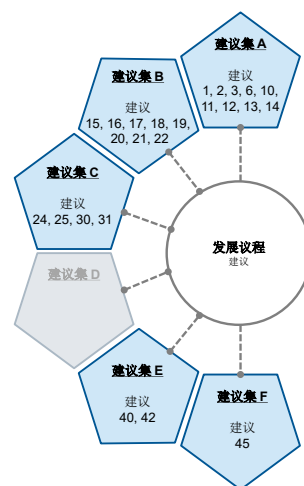 建议集 A
建议
1, 2, 3, 6, 10,
11, 12, 13, 14
建议集 B
建议
15, 16, 17, 18, 19,
20, 21, 22
建议集 C
建议
24, 25, 30, 31
发展议程
建议
建议集 D
建议集 E
建议
40, 42
建议集 F
建议
45